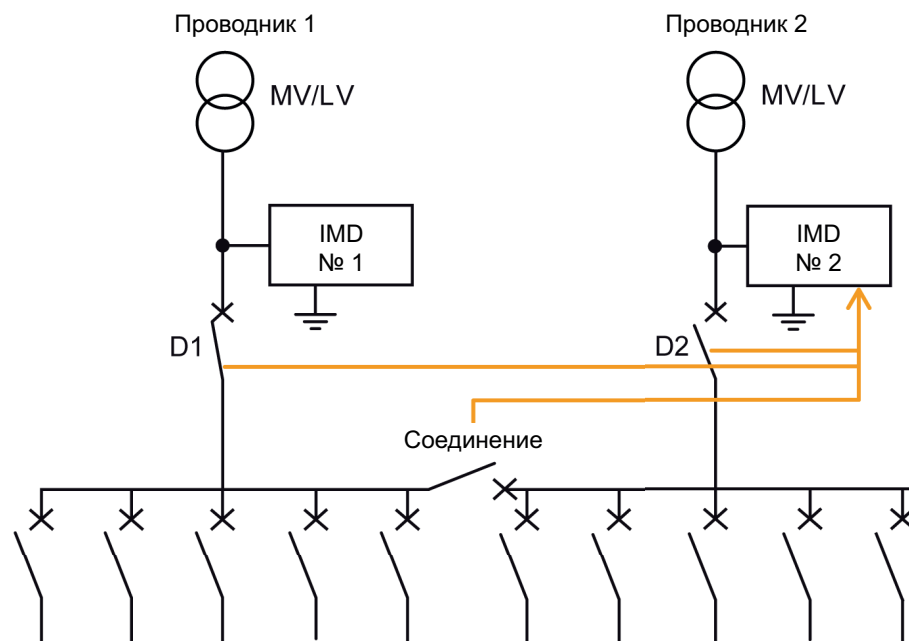 Проводник 1
Проводник 2
MV/LV
MV/LV
IMD
№ 1
IMD
№ 2
D1
D2
Соединение